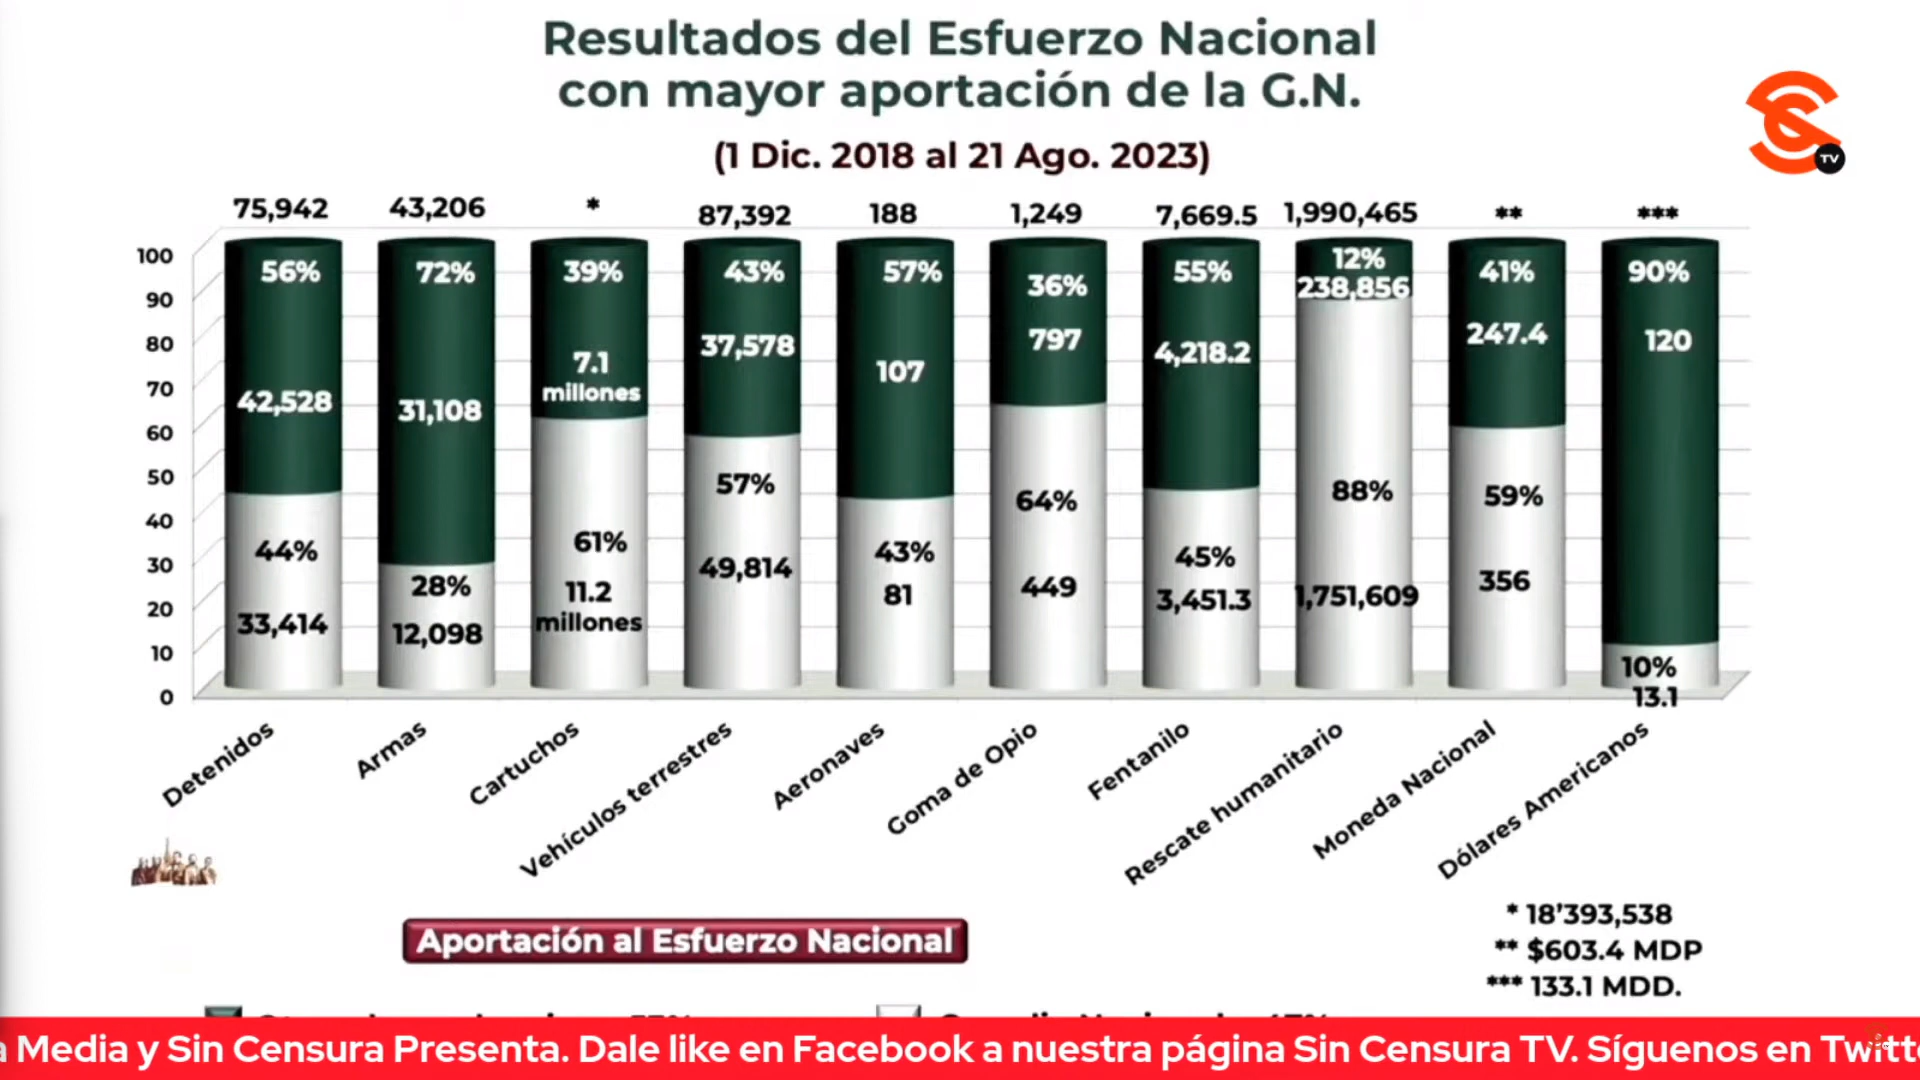 Resultados del Esfuerzo Nacional
con mayor aportación de la G.N.
(1 Dic. 2018 al 21 Ago. 2023)
TV
75,942 43,206 * 87,392 188 1,249 7,669.5 1,990,465 ** ***
100
90
80
70
60
50
40
30
20
10
0
56% 72% 39% 43% 57% 36% 55% 12% 41% 90%
42,528 31,108 7.1 millones 37,578 107 797 4,218.2 238,856 247.4 120
44% 28% 61% 57% 43% 64% 45% 88% 59% 10%
33,414 12,098 11.2 millones 49,814 81 449 3,451.3 1,751,609 356 13.1
Detenidos
Armas
Cartuchos
Vehículos terrestres
Aeronaves
Goma de Opio
Fentanilo
Rescate humanitario
Moneda Nacional
Dólares Americanos
Aportación al Esfuerzo Nacional
* 18'393,538
** $603.4 MDP
*** 133.1 MDD.
Media y Sin Censura Presenta. Dale like en Facebook a nuestra página Sin Censura TV. Síguenos en Twitt